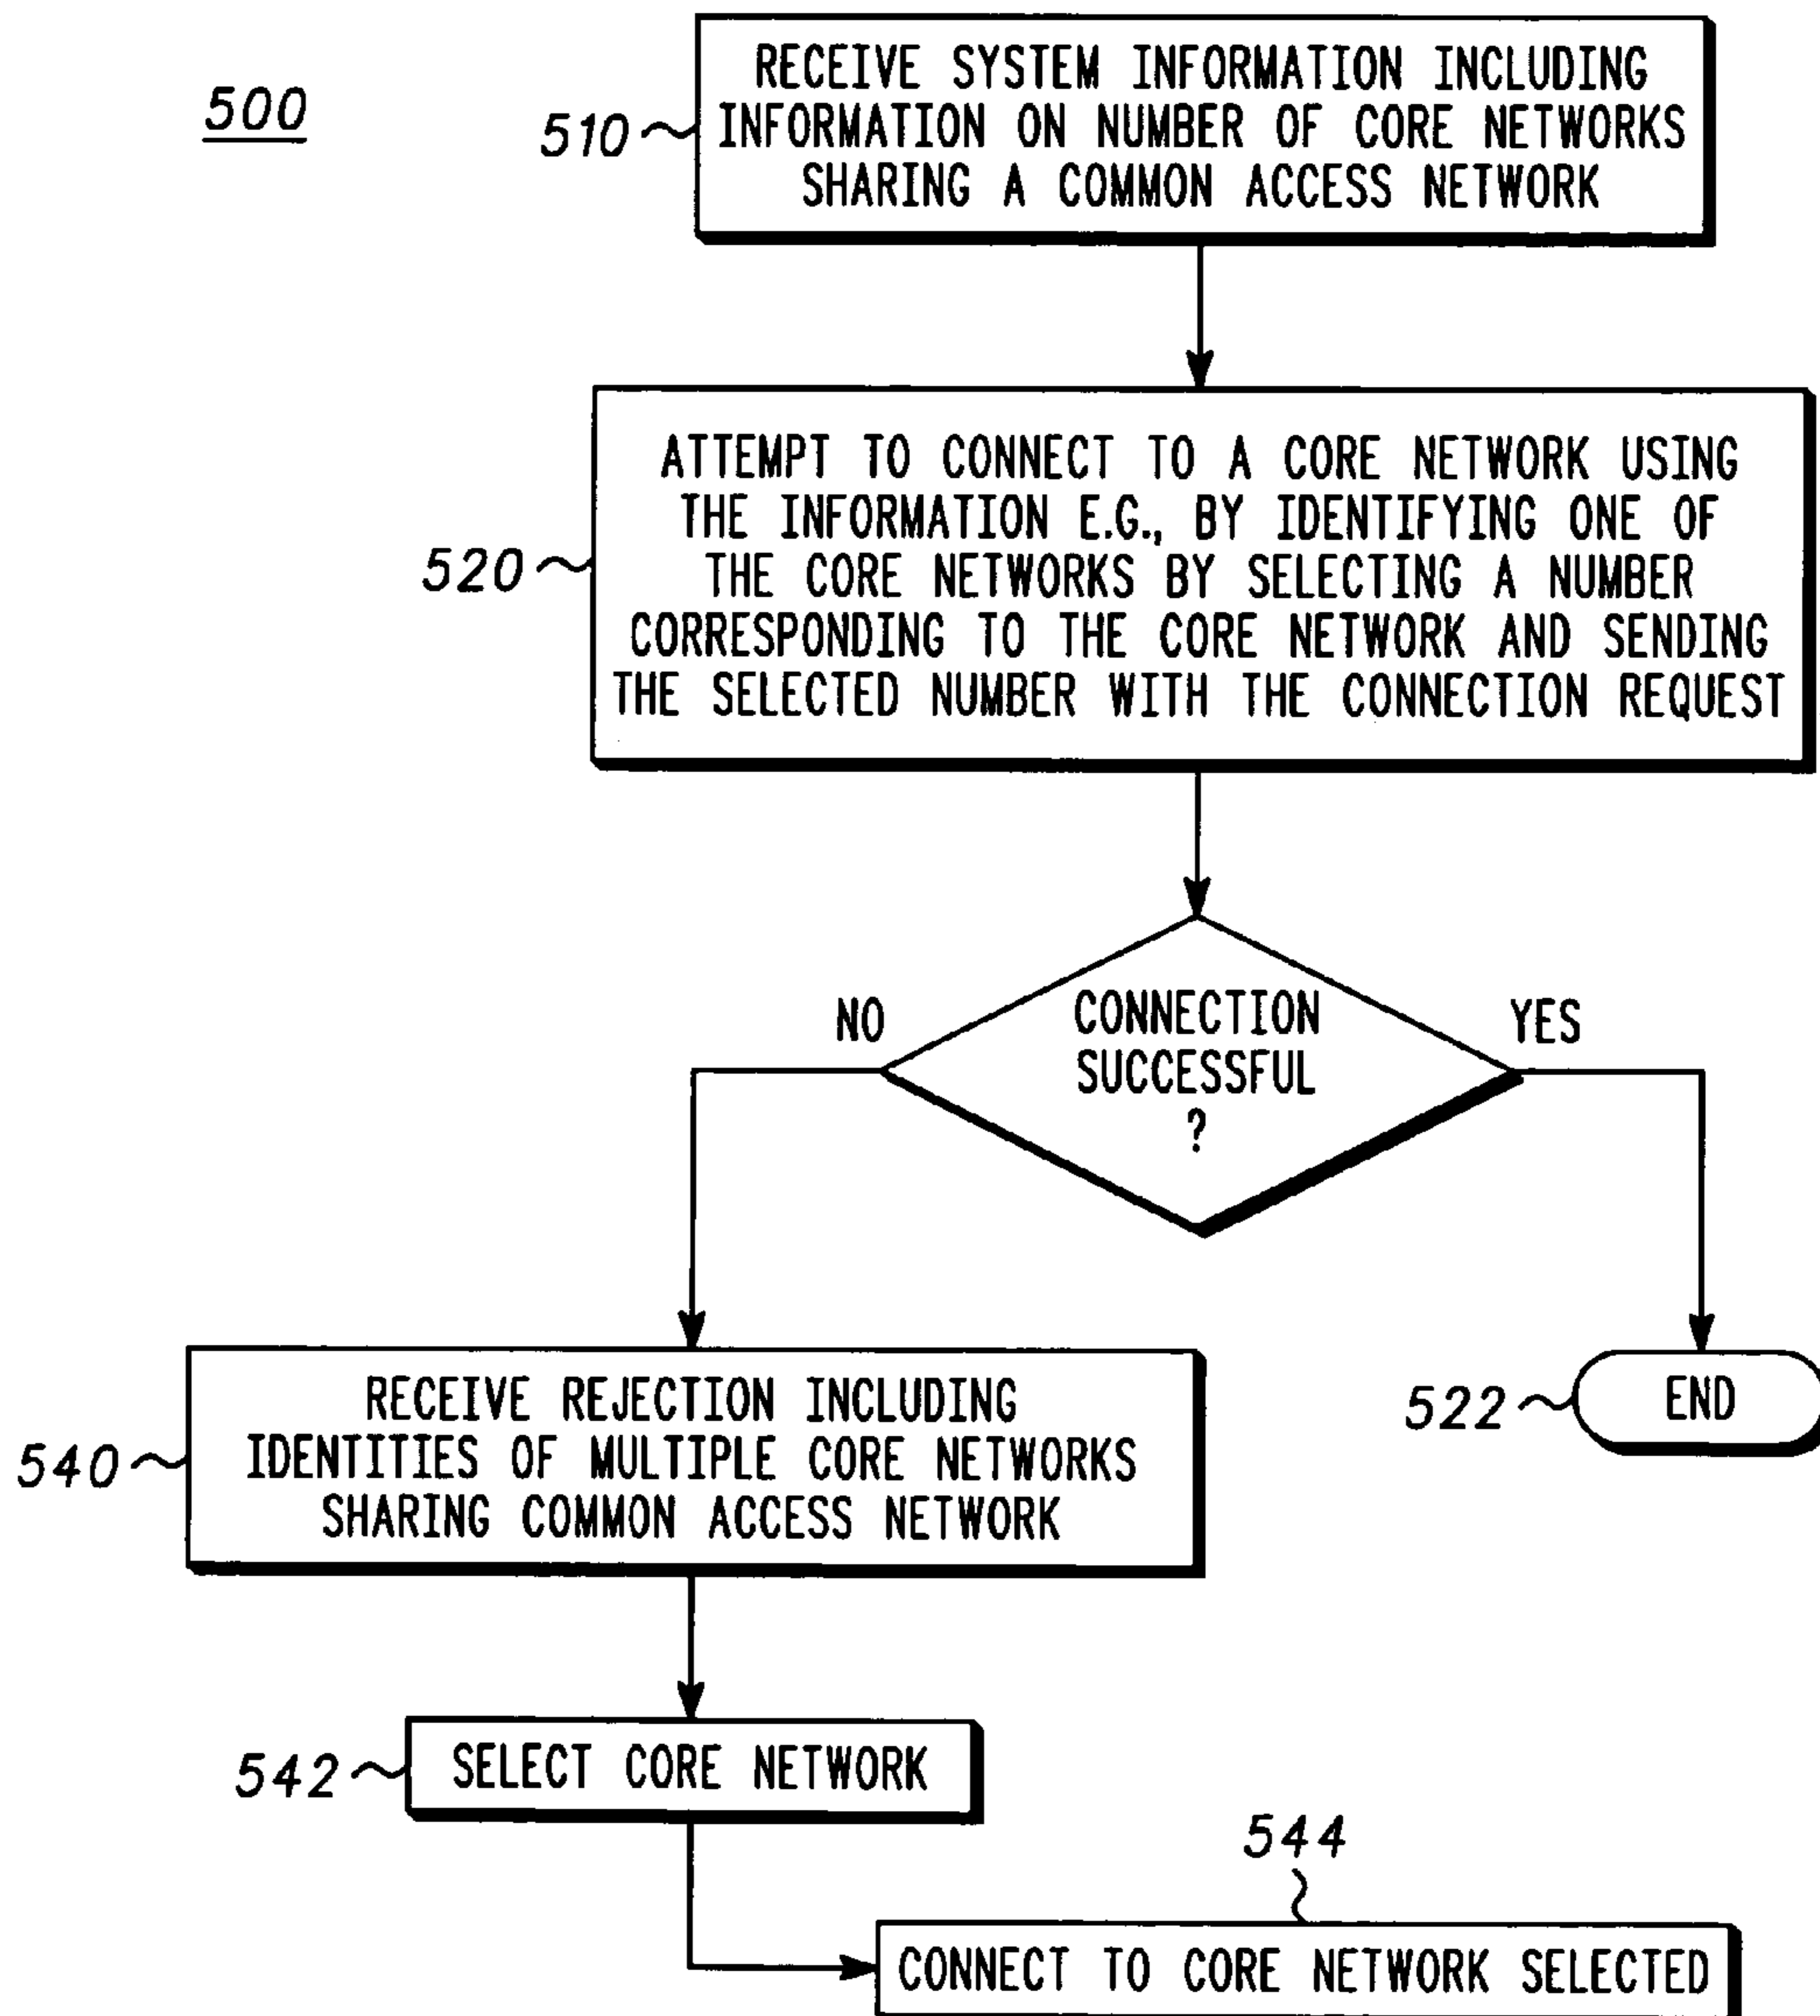 500
510
RECEIVE SYSTEM INFORMATION INCLUDING
INFORMATION ON NUMBER OF CORE NETWORKS
SHARING A COMMON ACCESS NETWORK
520
ATTEMPT TO CONNECT TO A CORE NETWORK USING
THE INFORMATION E.G., BY IDENTIFYING ONE OF
THE CORE NETWORKS BY SELECTING A NUMBER
CORRESPONDING TO THE CORE NETWORK AND SENDING
THE SELECTED NUMBER WITH THE CONNECTION REQUEST
NO
CONNECTION
SUCCESSFUL
?
YES
540
RECEIVE REJECTION INCLUDING
IDENTITIES OF MULTIPLE CORE NETWORKS
SHARING COMMON ACCESS NETWORK
522
END
542
SELECT CORE NETWORK
544
CONNECT TO CORE NETWORK SELECTED